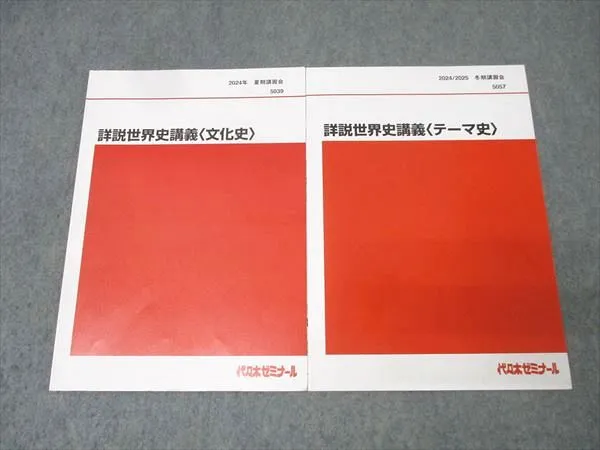 2024年 夏期講習会
5039
詳説世界史講義〈文化史〉
代々木ゼミナール
2024/2025 冬期講習会
5057
詳説世界史講義〈テーマ史〉
代々木ゼミナール